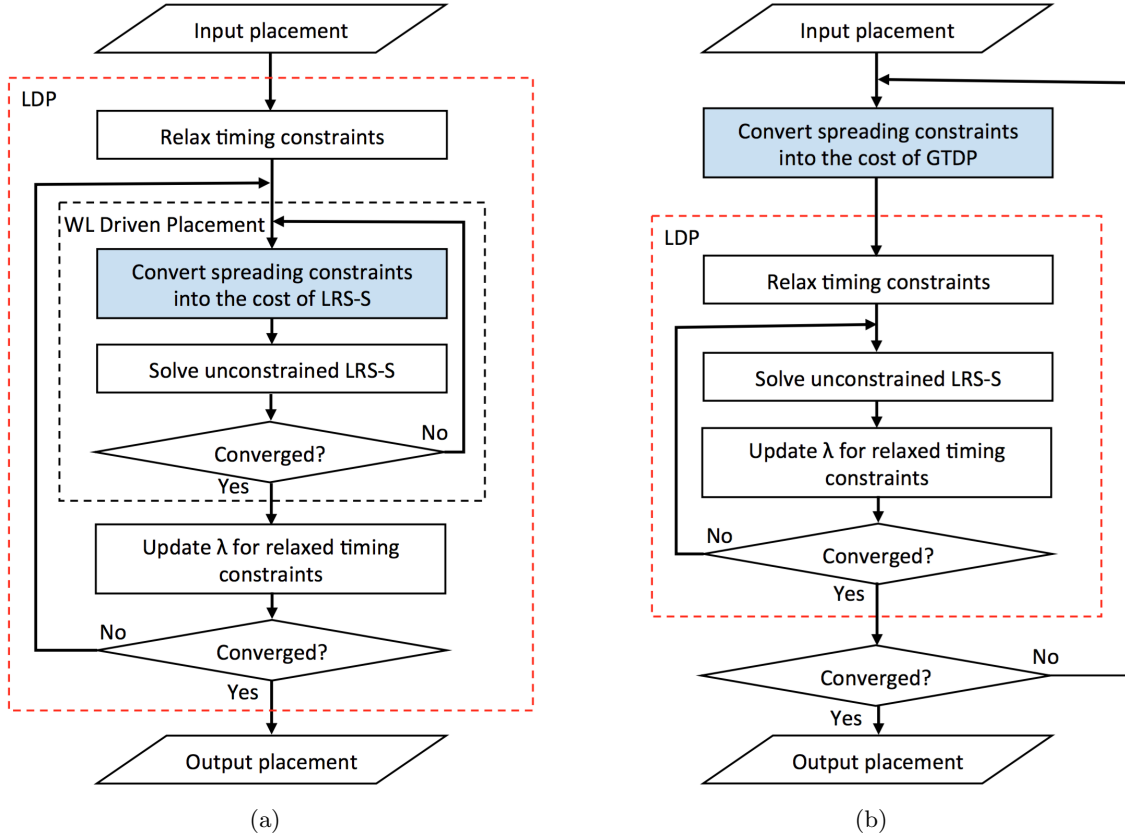 Input placement
LDP
Relax timing constraints
WL Driven Placement
Convert spreading constraints
into the cost of LRS-S
Solve unconstrained LRS-S
No
Converged?
Yes
Update λ for relaxed timing
constraints
No
Converged?
Yes
Output placement
(a)
Input placement
Convert spreading constraints
into the cost of GTDP
LDP
Relax timing constraints
Solve unconstrained LRS-S
Update λ for relaxed timing
constraints
No
Converged?
Yes
No
Converged?
Yes
Output placement
(b)